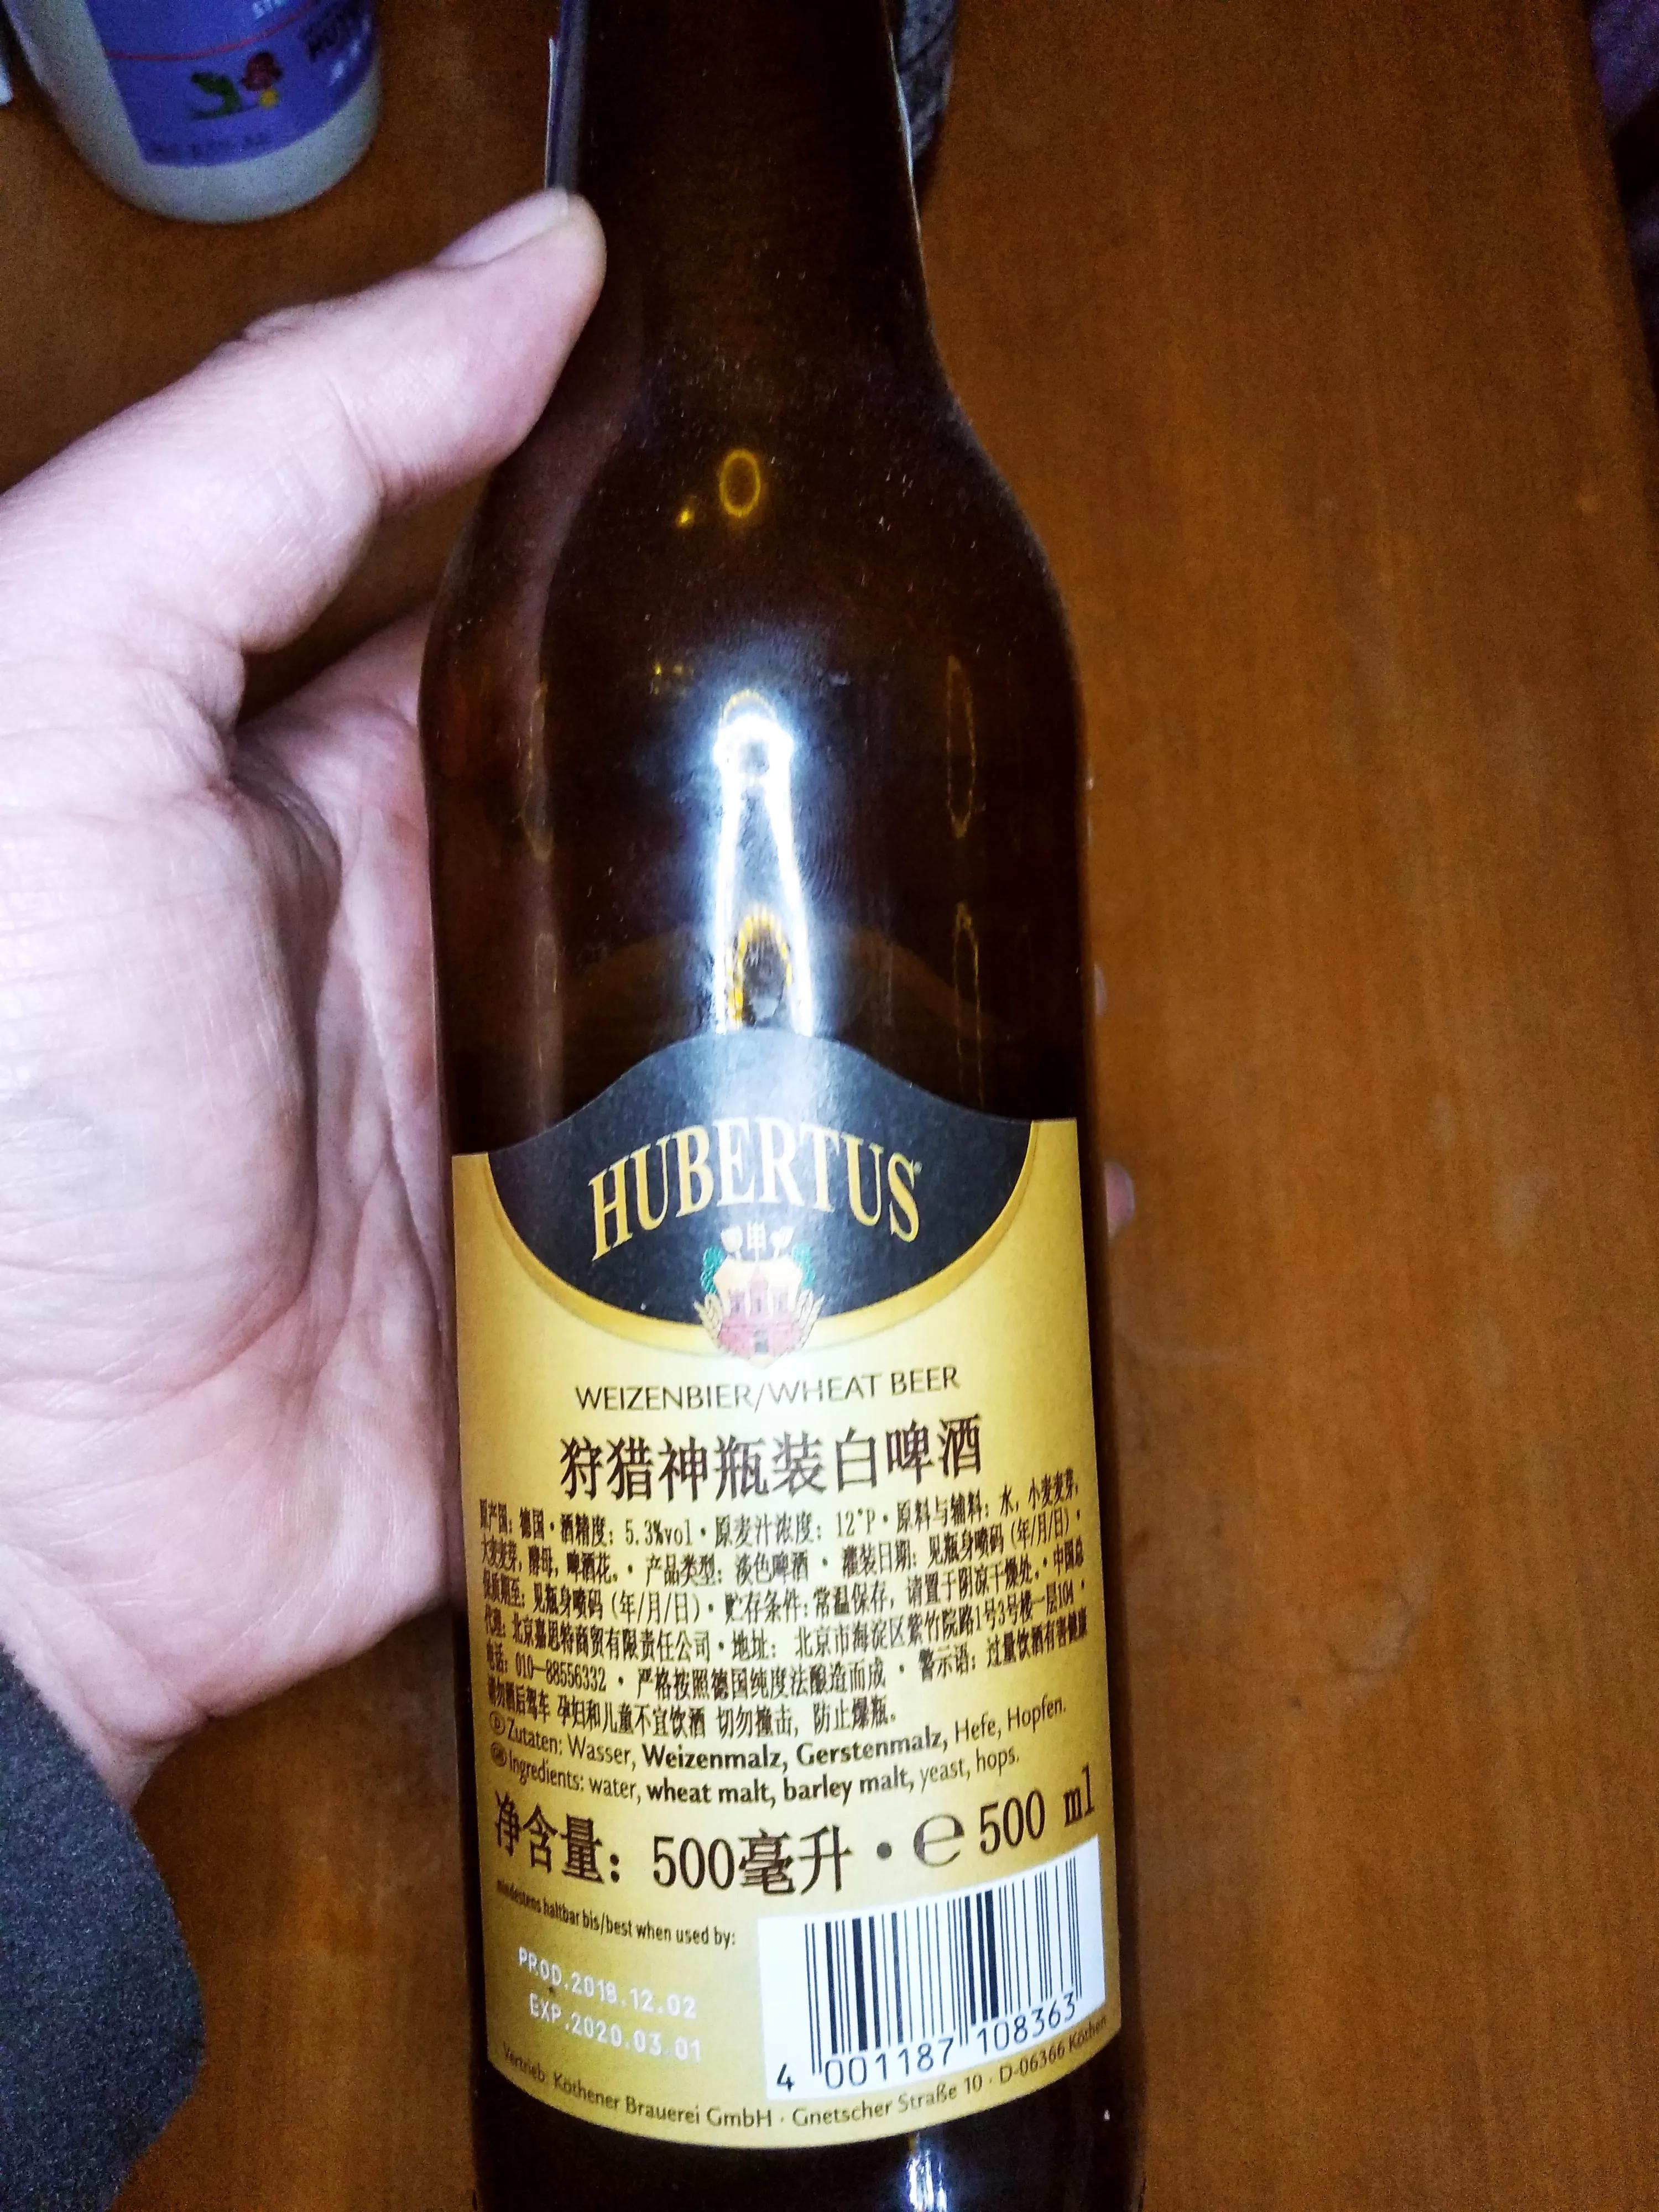 HUBERTUS
WEIZENBIER/WHEAT BEER
狩猎神瓶装白啤酒
原产国：德国·酒精度：5.3%vol·原麦汁浓度：12°P·原料与辅料：水，小麦麦芽，
大麦麦芽，酵母，啤酒花。·产品类型：淡色啤酒·灌装日期：见瓶身喷码（年/月/日）·
保质期至：见瓶身喷码（年/月/日）·贮存条件：常温保存，请置于阴凉干燥处。·中国总
代理：北京嘉思特商贸有限责任公司·地址：北京市海淀区紫竹院路1号3号楼一层104·
电话：010-88556332·严格按照德国纯度法酿造而成·警示语：过量饮酒有害健康
请勿酒后驾车 孕妇和儿童不宜饮酒 切勿撞击，防止爆瓶。
D Zutaten: Wasser, Weizenmalz, Gerstenmalz, Hefe, Hopfen.
GB Ingredients: water, wheat malt, barley malt, yeast, hops.
净含量：500毫升·℮ 500 ml
mindestens haltbar bis/best when used by:
PROD.2018.12.02
EXP.2020.03.01
4 001187 108363
Vertrieb: Köthener Brauerei GmbH · Gnetscher Straße 10 · D-06366 Köthen